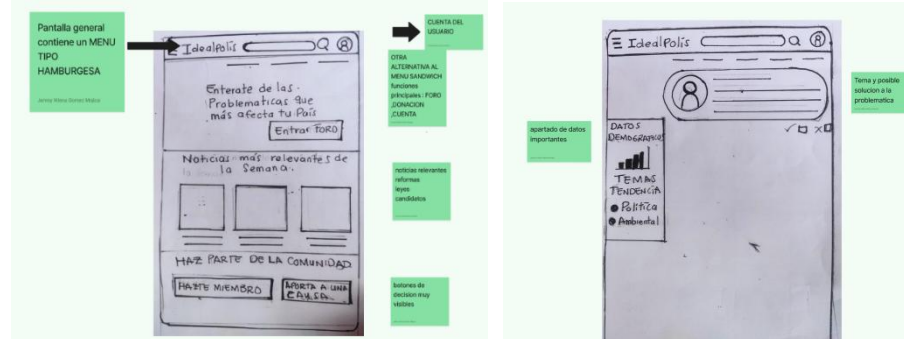 Pantalla general
contiene un MENU
TIPO
HAMBURGESA
IdealPolis
CUENTA DEL
USUARIO
OTRA
ALTERNATIVA AL
MENU SANDWICH
funciones
principales : FORO
,DONACION
,CUENTA
Enterate de las
Problematicas que
más afecta tu País
Entrar FORO
Noticias más relevantes de
la Semana.
noticias relevantes
reformas
leyes
candidatos
HAZ PARTE DE LA COMUNIDAD
HAZTE MIEMBRO
APORTA A UNA
CAUSA
botones de
decision muy
visibles
IdealPolis
Tema y posible
solucion a la
problematica
apartado de datos
importantes
DATOS
DEMOGRAFICOS
TEMAS
TENDENCIA
Política
Ambiental